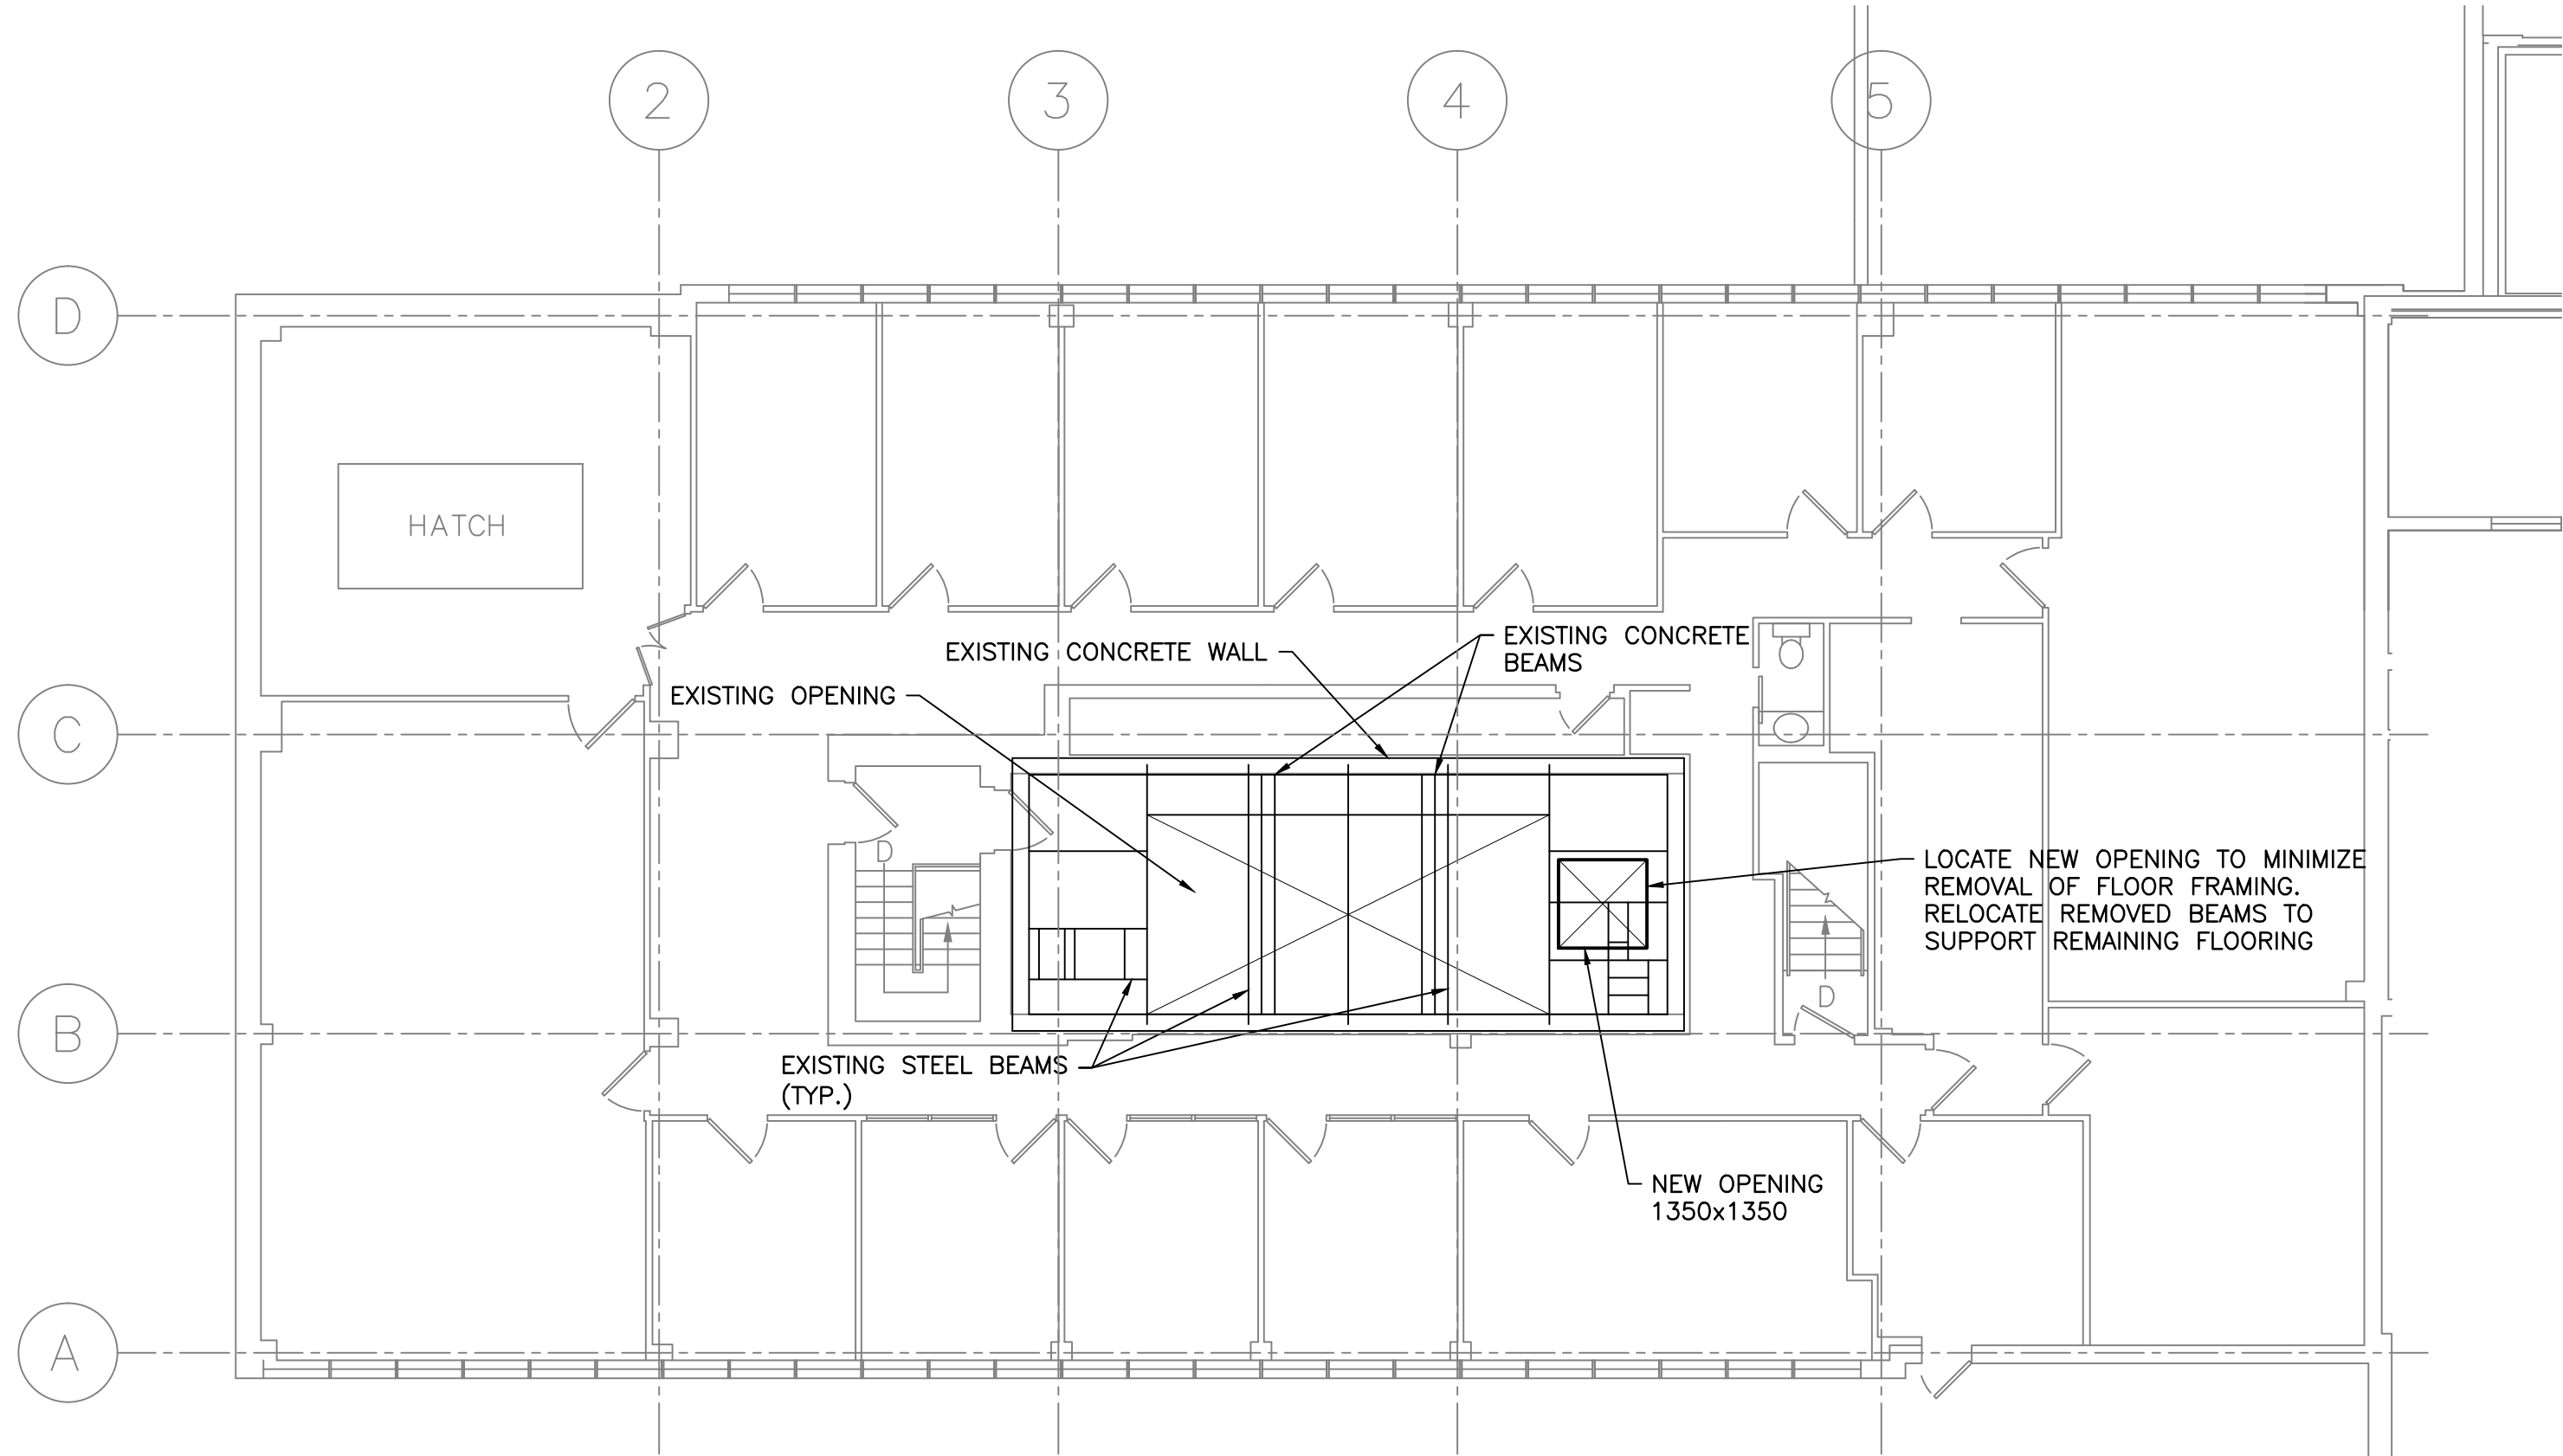 2
3
4
5
D
HATCH
EXISTING CONCRETE WALL
EXISTING CONCRETE
BEAMS
EXISTING OPENING
C
D
LOCATE NEW OPENING TO MINIMIZE
REMOVAL OF FLOOR FRAMING.
RELOCATE REMOVED BEAMS TO
SUPPORT REMAINING FLOORING
D
B
EXISTING STEEL BEAMS
(TYP.)
NEW OPENING
1350x1350
A